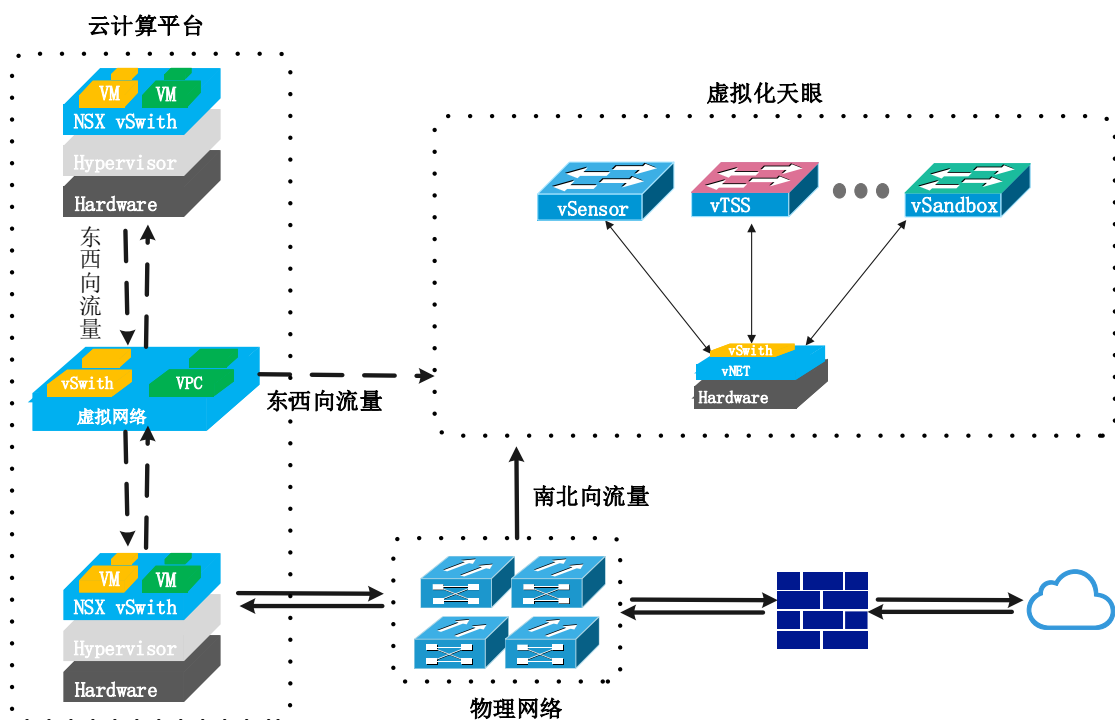 云计算平台
VM VM
NSX vSwith
Hypervisor
Hardware
东西向流量
vSwith VPC
虚拟网络
东西向流量
VM VM
NSX vSwith
Hypervisor
Hardware
虚拟化天眼
vSensor vTSS vSandbox
vSwith
vNET
Hardware
南北向流量
物理网络